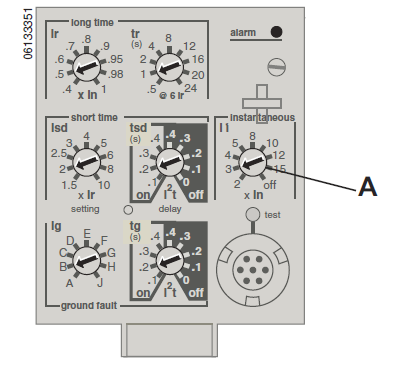 06133351
long time
Ir
.4 .5 .6 .7 .8 .9 .95 .98 1
x In
tr
(s)
.5 1 2 4 8 12 16 20 24
@ 6 Ir
alarm
short time
Isd
1.5 2 2.5 3 4 5 6 8 10
x Ir
setting
tsd
(s)
.1 .2 .3 .4 .4 .3 .2 .1 0
on I2t off
delay
instantaneous
I I
2 3 4 5 8 10 12 15 off
x In
A
test
Ig
A B C D E F G H J
tg
(s)
.1 .2 .3 .4 .4 .3 .2 .1 0
on I2t off
ground fault